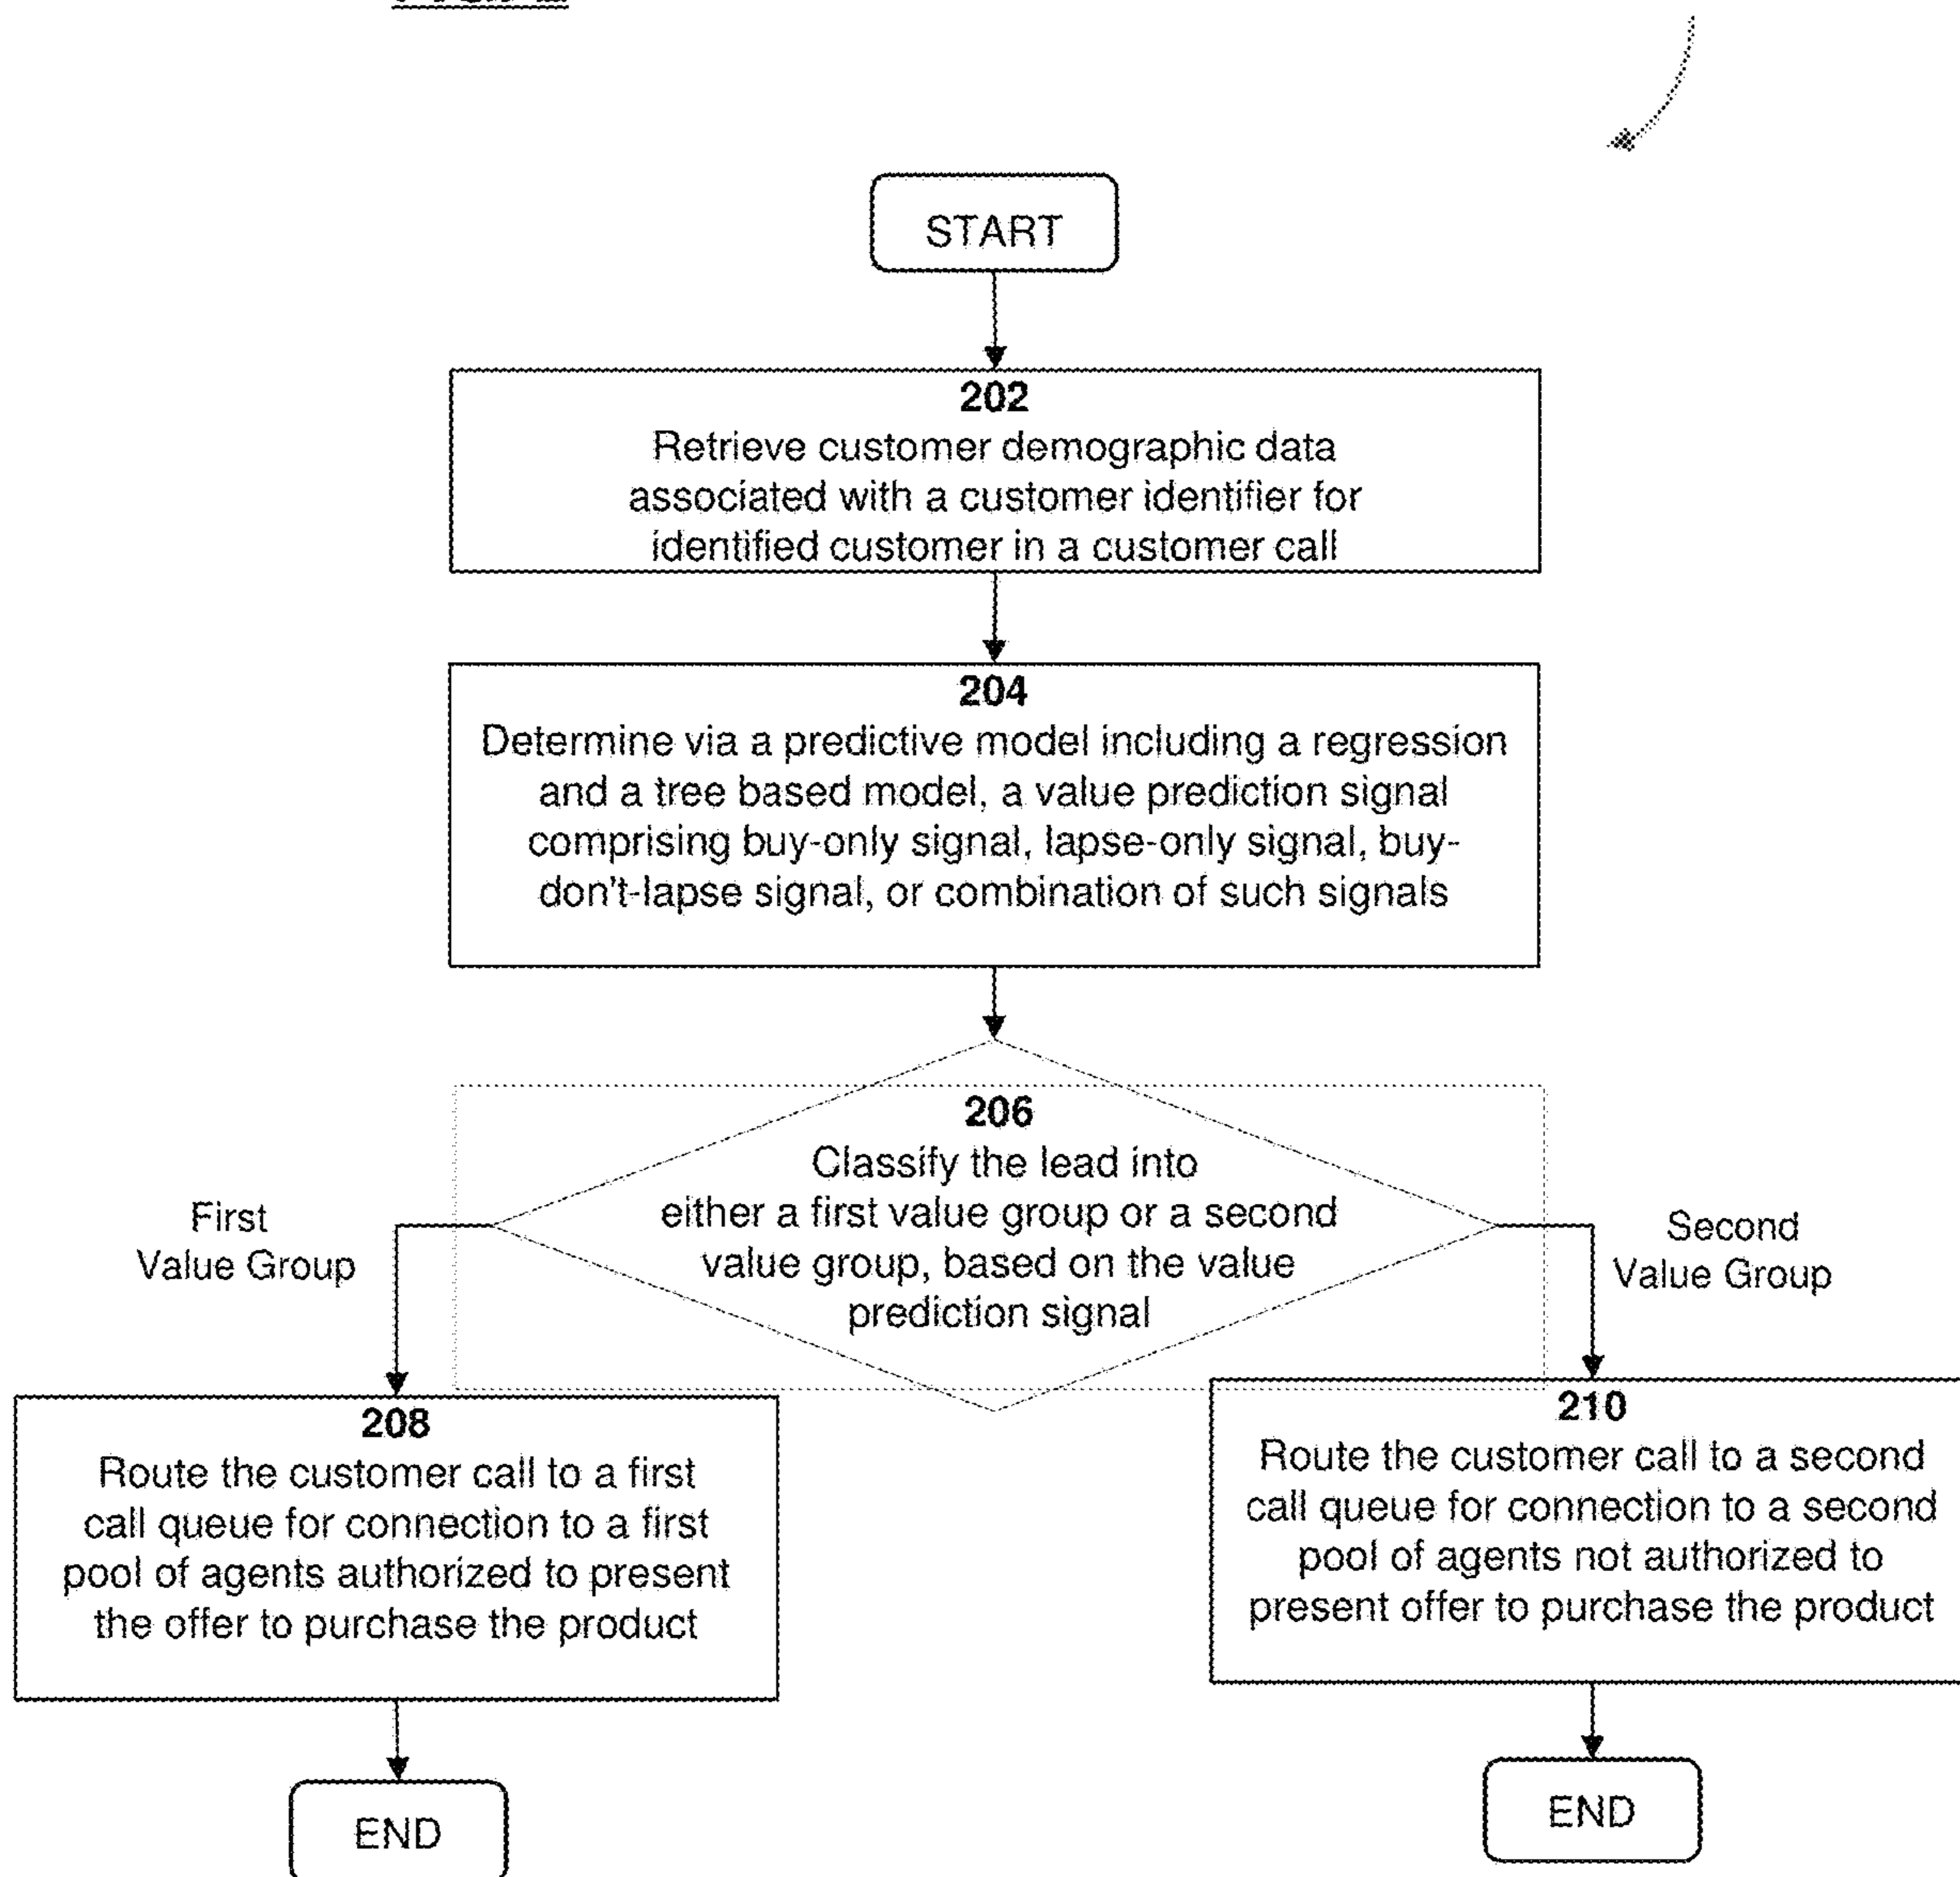 START
202
Retrieve customer demographic data
associated with a customer identifier for
identified customer in a customer call
204
Determine via a predictive model including a regression
and a tree based model, a value prediction signal
comprising buy-only signal, lapse-only signal, buy-
don't-lapse signal, or combination of such signals
206
Classify the lead into
either a first value group or a second
value group, based on the value
prediction signal
First
Value Group
Second
Value Group
208
Route the customer call to a first
call queue for connection to a first
pool of agents authorized to present
the offer to purchase the product
210
Route the customer call to a second
call queue for connection to a second
pool of agents not authorized to
present offer to purchase the product
END
END